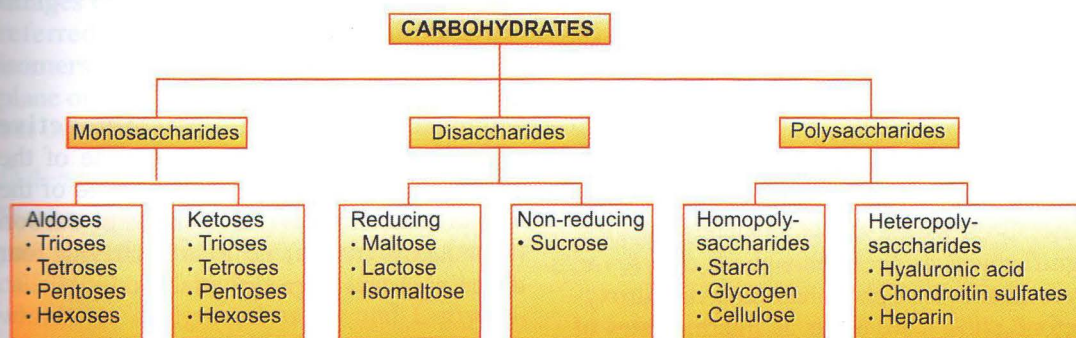 CARBOHYDRATES
Monosaccharides
Disaccharides
Polysaccharides
Aldoses
• Trioses
• Tetroses
• Pentoses
• Hexoses
Ketoses
• Trioses
• Tetroses
• Pentoses
• Hexoses
Reducing
• Maltose
• Lactose
• Isomaltose
Non-reducing
• Sucrose
Homopoly-
saccharides
• Starch
• Glycogen
• Cellulose
Heteropoly-
saccharides
• Hyaluronic acid
• Chondroitin sulfates
• Heparin